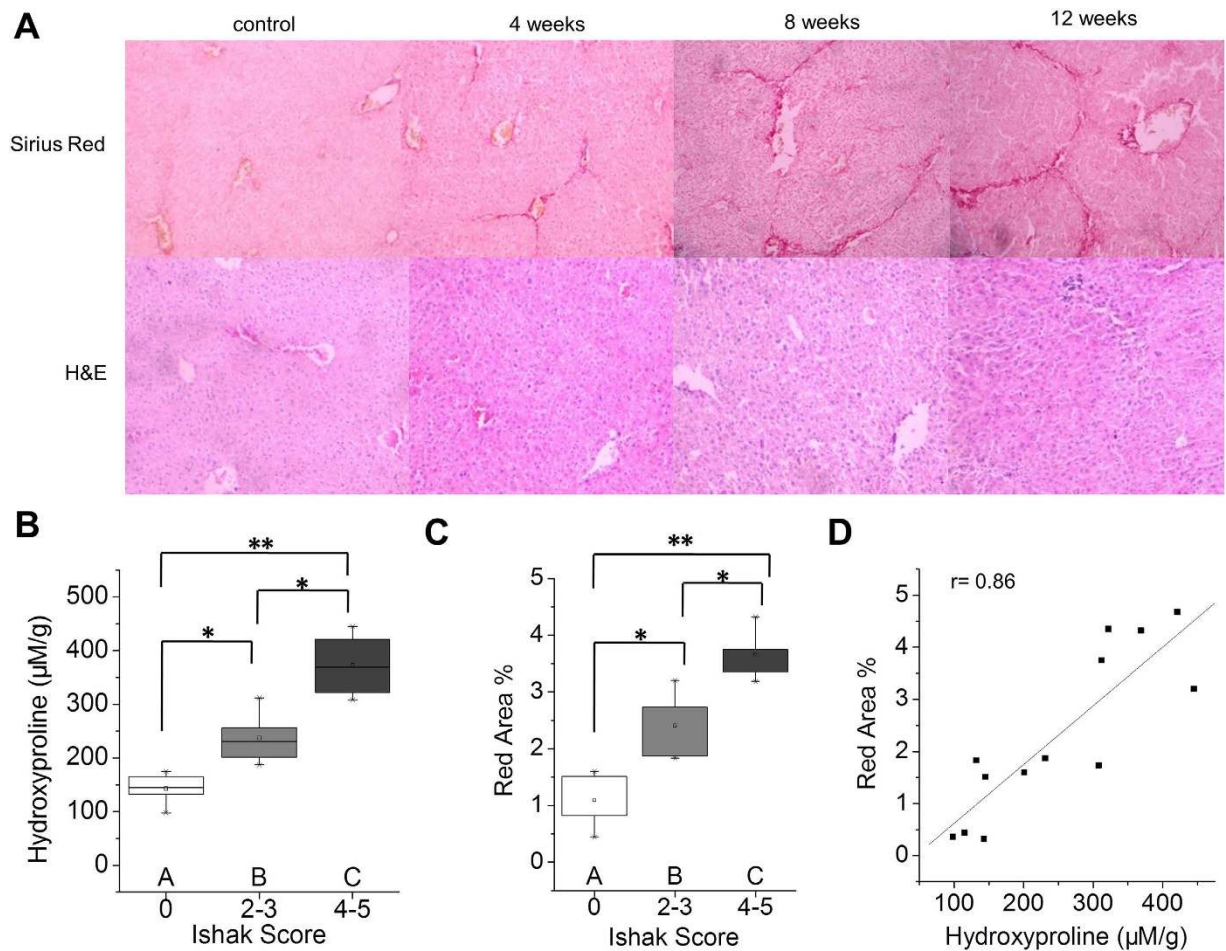 A
control 4 weeks 8 weeks 12 weeks
Sirius Red
H&E
B
**
*
*
Hydroxyproline (µM/g)
500
400
300
200
100
0
A B C
0 2-3 4-5
Ishak Score
C
**
*
*
Red Area %
5
4
3
2
1
0
A B C
0 2-3 4-5
Ishak Score
D
r= 0.86
Red Area %
5
4
3
2
1
0
100 200 300 400
Hydroxyproline (µM/g)